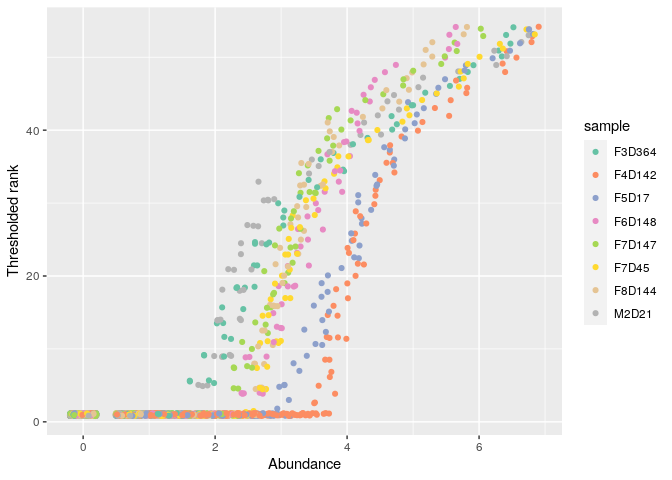 40
20
0
Thresholded rank
0 2 4 6
Abundance
sample
F3D364
F4D142
F5D17
F6D148
F7D147
F7D45
F8D144
M2D21